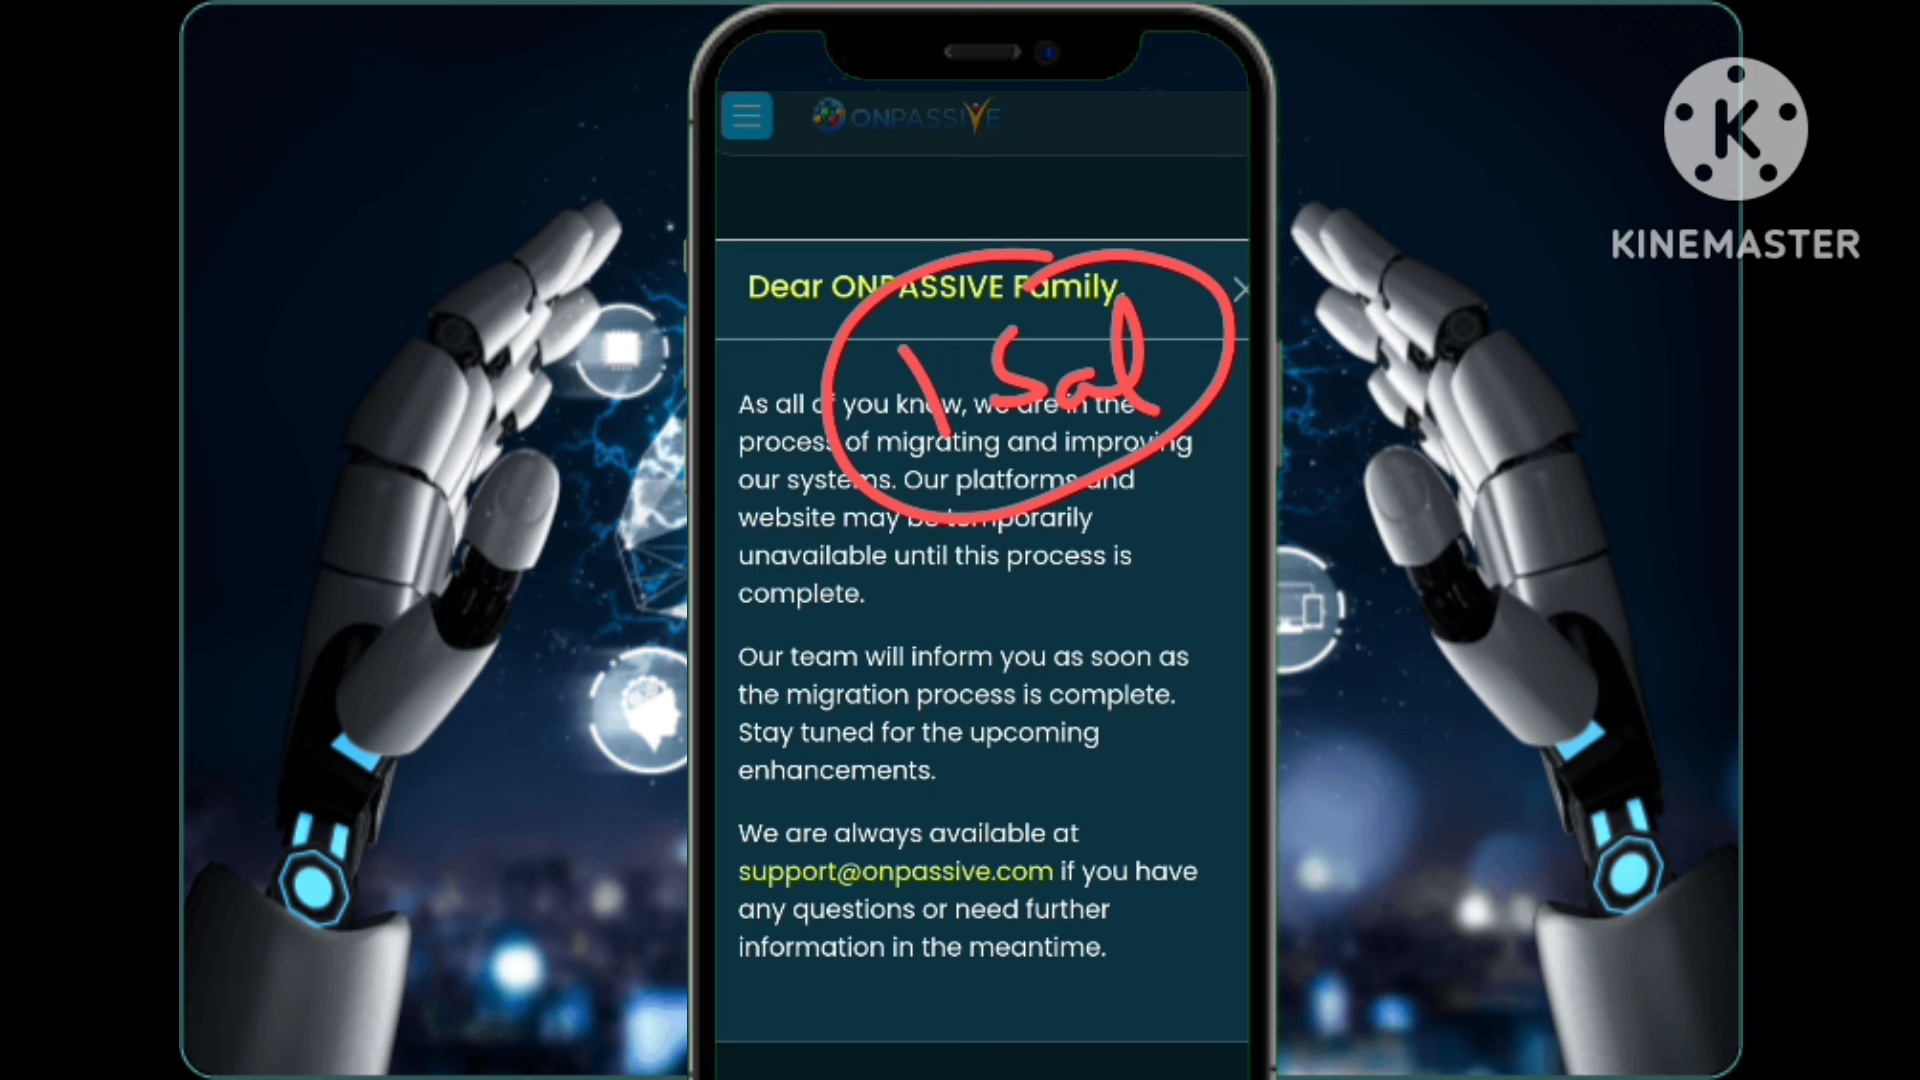 ONPASSIVE
K
KINEMASTER
Dear ONPASSIVE Family,
1 Sal
As all of you know, we are in the
process of migrating and improving
our systems. Our platforms and
website may be temporarily
unavailable until this process is
complete.
Our team will inform you as soon as
the migration process is complete.
Stay tuned for the upcoming
enhancements.
We are always available at
support@onpassive.com if you have
any questions or need further
information in the meantime.